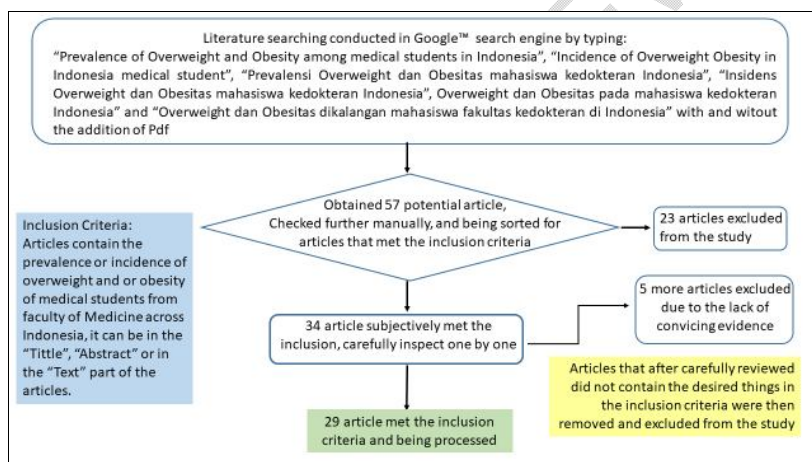 Literature searching conducted in Google™ search engine by typing:
“Prevalence of Overweight and Obesity among medical students in Indonesia”, “Incidence of Overweight Obesity in
Indonesia medical student”, “Prevalensi Overweight dan Obesitas mahasiswa kedokteran Indonesia”, “Insidens
Overweight dan Obesitas mahasiswa kedokteran Indonesia”, Overweight dan Obesitas pada mahasiswa kedokteran
Indonesia” and “Overweight dan Obesitas dikalangan mahasiswa fakultas kedokteran di Indonesia” with and witout
the addition of Pdf
Obtained 57 potential article,
Checked further manually, and being sorted for
articles that met the inclusion criteria
23 articles excluded
from the study
Inclusion Criteria:
Articles contain the
prevalence or incidence of
overweight and or obesity
of medical students from
faculty of Medicine across
Indonesia, it can be in the
“Tittle”, “Abstract” or in
the “Text” part of the
articles.
34 article subjectively met the
inclusion, carefully inspect one by one
5 more articles excluded
due to the lack of
convicing evidence
Articles that after carefully reviewed
did not contain the desired things in
the inclusion criteria were then
removed and excluded from the study
29 article met the inclusion
criteria and being processed